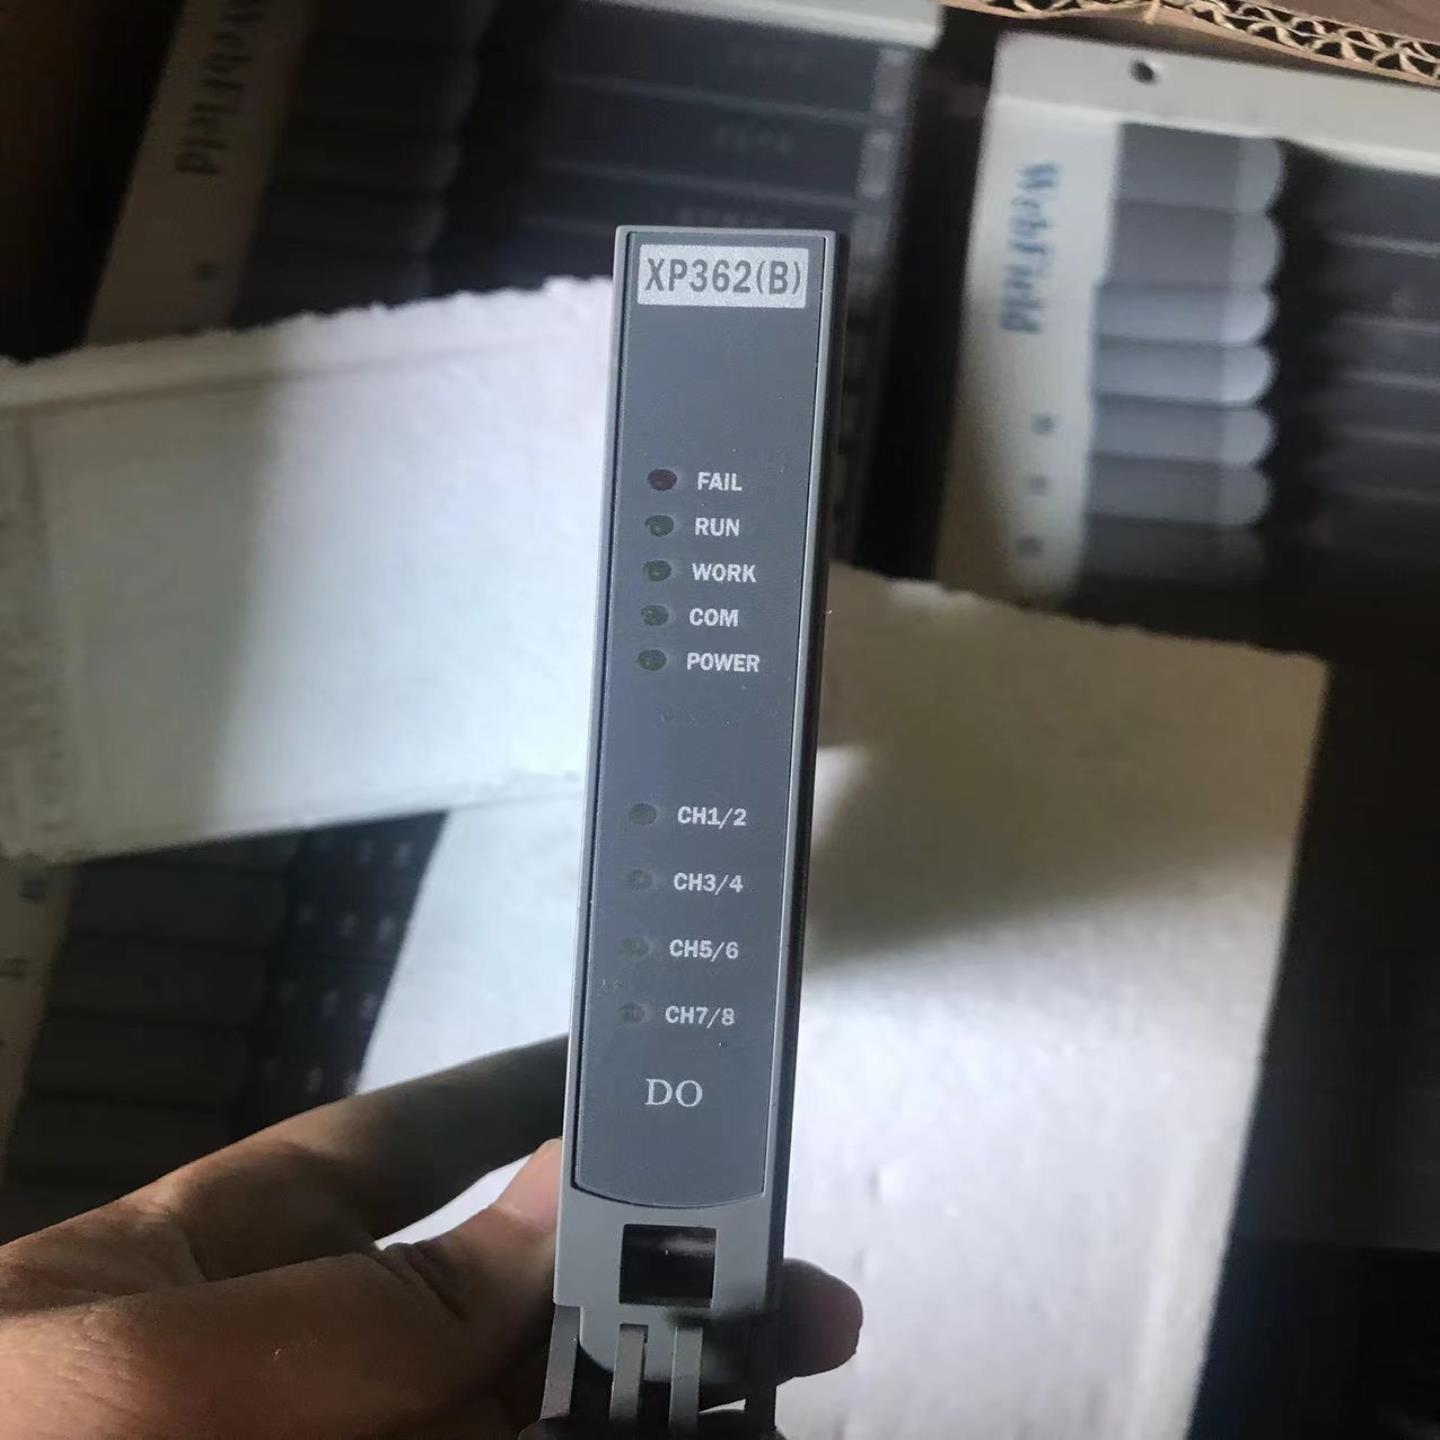 WebField
WebField
XP362(B)
FAIL
RUN
WORK
COM
POWER
CH1/2
CH3/4
CH5/6
CH7/8
DO